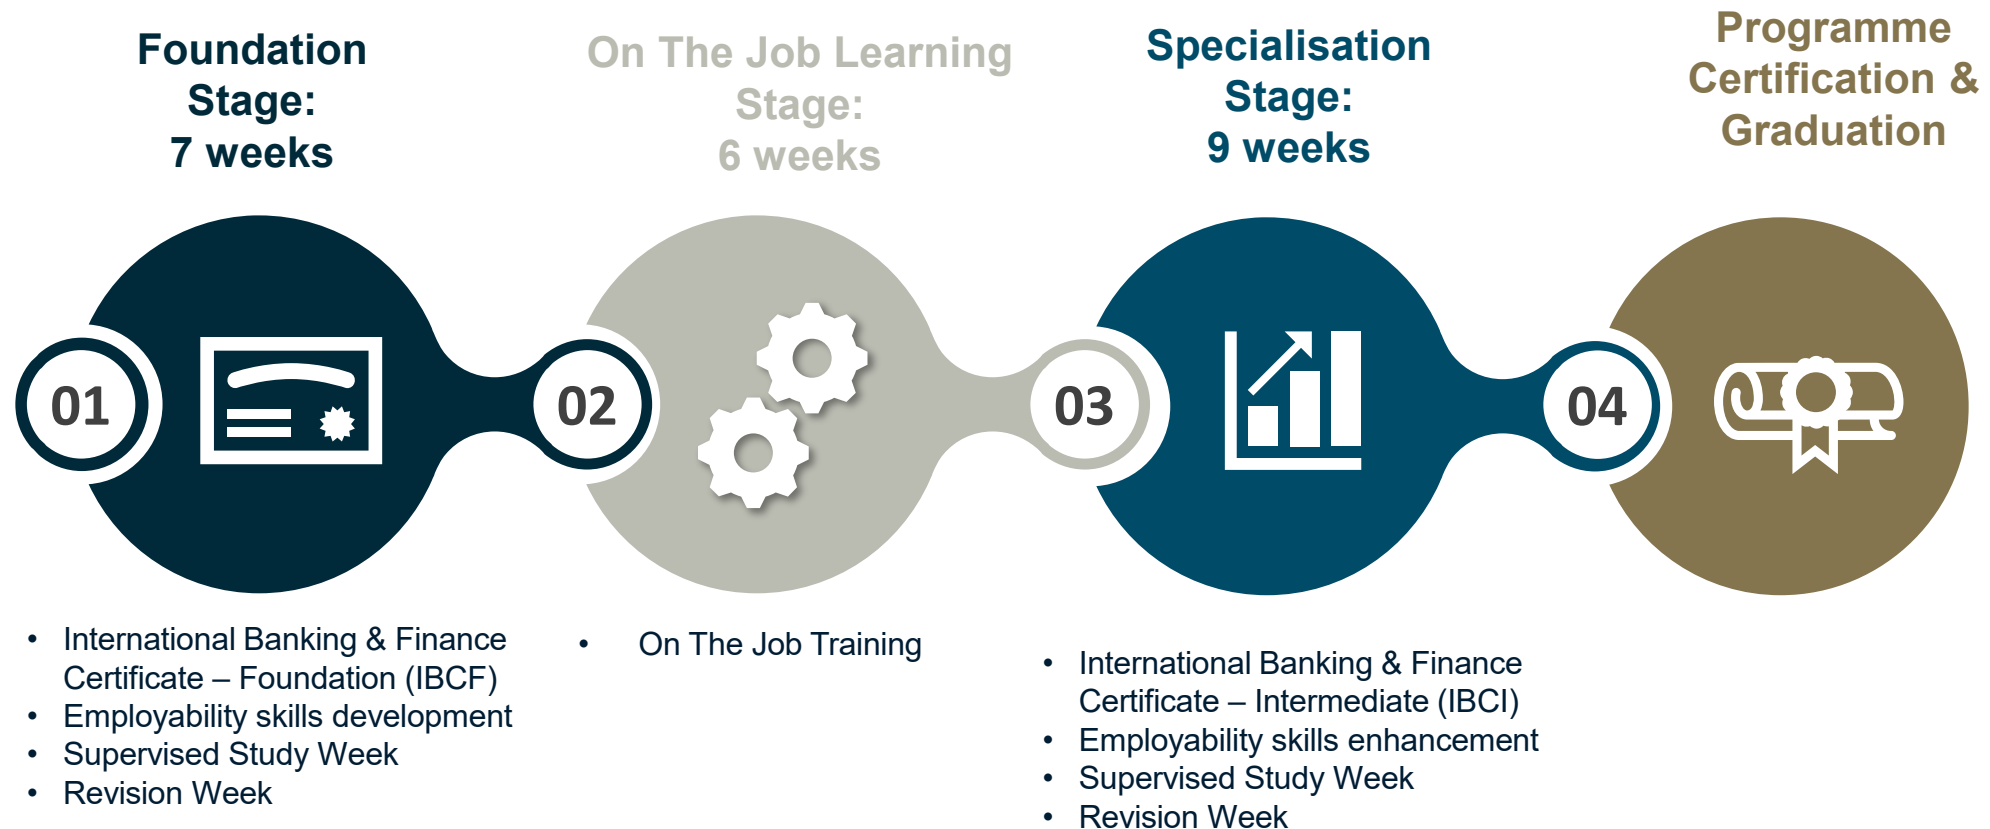 Foundation
Stage:
7 weeks
On The Job Learning
Stage:
6 weeks
Specialisation
Stage:
9 weeks
Programme
Certification &
Graduation
01
02
03
04
• International Banking & Finance
Certificate – Foundation (IBCF)
• Employability skills development
• Supervised Study Week
• Revision Week
• On The Job Training
• International Banking & Finance
Certificate – Intermediate (IBCI)
• Employability skills enhancement
• Supervised Study Week
• Revision Week